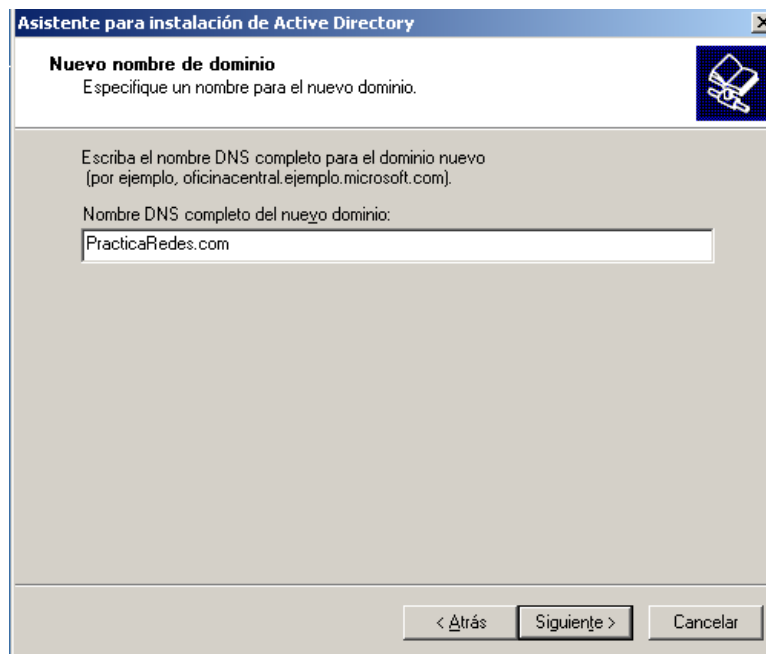 Asistente para instalación de Active Directory
Nuevo nombre de dominio
Especifique un nombre para el nuevo dominio.
Escriba el nombre DNS completo para el dominio nuevo
(por ejemplo, oficinacentral.ejemplo.microsoft.com).
Nombre DNS completo del nuevo dominio:
PracticaRedes.com
< Atrás
Siguiente >
Cancelar